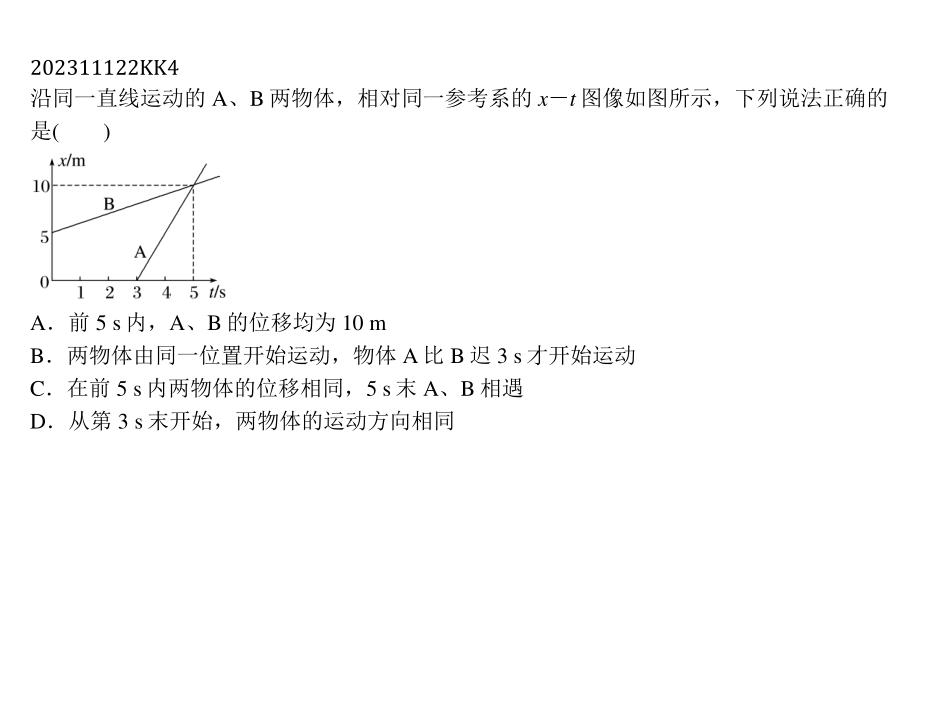 202311122KK4
沿同一直线运动的 A、B 两物体，相对同一参考系的 x－t 图像如图所示，下列说法正确的
是(　　)
x/m
10
B
5
A
0
1 2 3 4 5 t/s
A．前 5 s 内，A、B 的位移均为 10 m
B．两物体由同一位置开始运动，物体 A 比 B 迟 3 s 才开始运动
C．在前 5 s 内两物体的位移相同，5 s 末 A、B 相遇
D．从第 3 s 末开始，两物体的运动方向相同